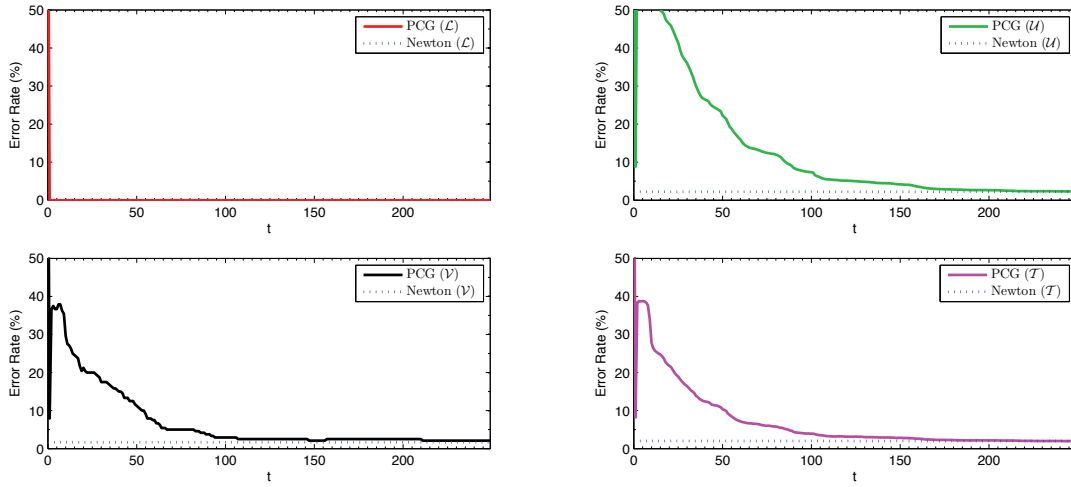 50
40
30
20
10
0
Error Rate (%)
0 50 100 150 200
t
PCG (ℒ)
Newton (ℒ)
50
40
30
20
10
0
Error Rate (%)
0 50 100 150 200
t
PCG (𝒰)
Newton (𝒰)
50
40
30
20
10
0
Error Rate (%)
0 50 100 150 200
t
PCG (𝒱)
Newton (𝒱)
50
40
30
20
10
0
Error Rate (%)
0 50 100 150 200
t
PCG (𝒯)
Newton (𝒯)